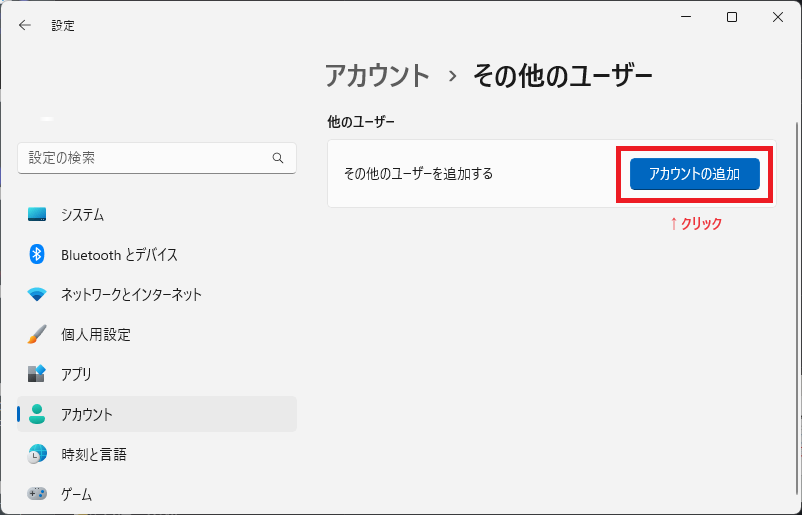 設定
アカウント › その他のユーザー
他のユーザー
設定の検索
その他のユーザーを追加する
アカウントの追加
↑クリック
システム
Bluetooth とデバイス
ネットワークとインターネット
個人用設定
アプリ
アカウント
時刻と言語
ゲーム